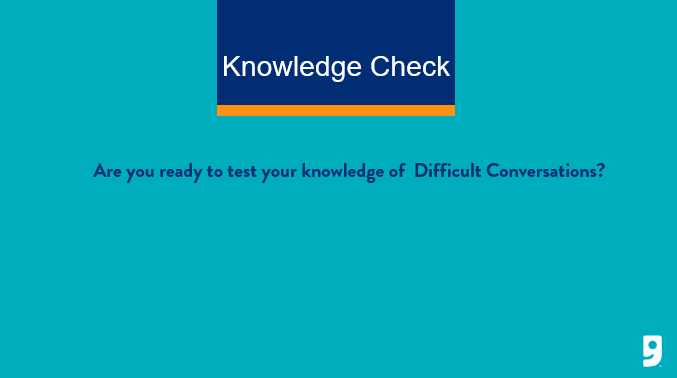 Knowledge Check
Are you ready to test your knowledge of Difficult Conversations?